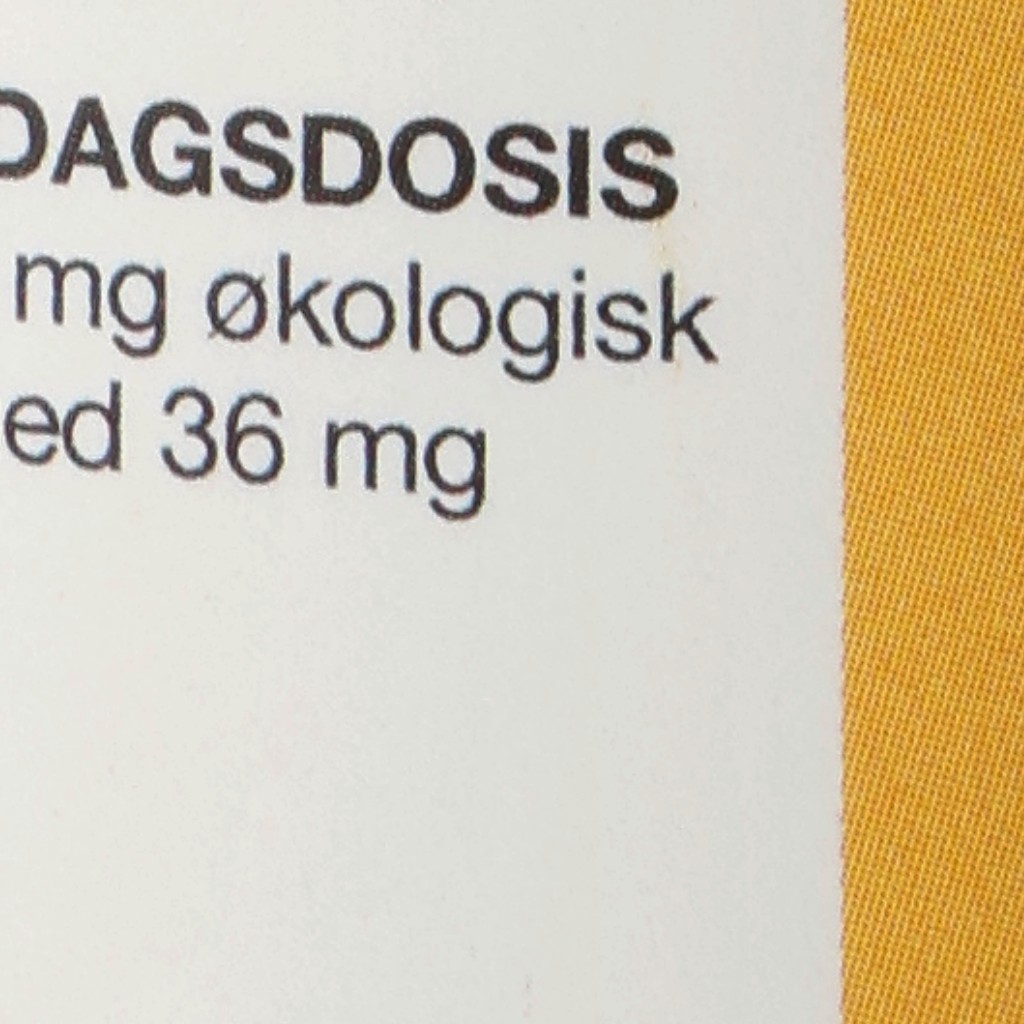 DAGSDOSIS
mg økologisk
ed 36 mg